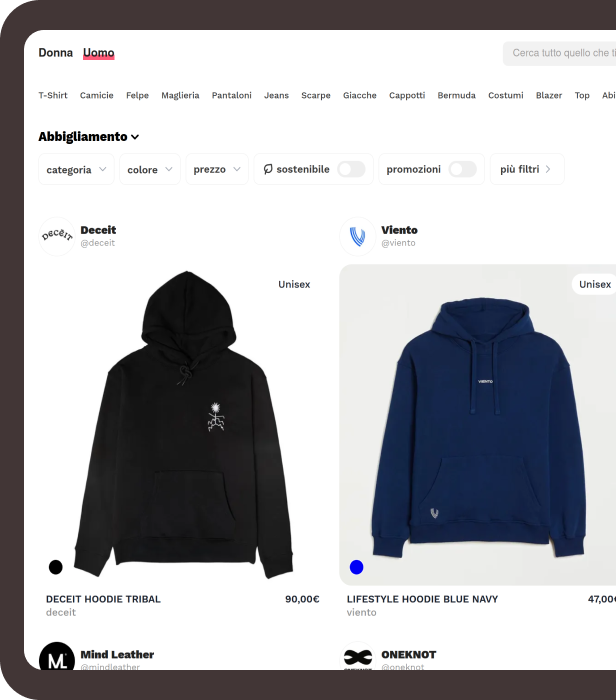 Donna Uomo
Cerca tutto quello che ti
T-Shirt Camicie Felpe Maglieria Pantaloni Jeans Scarpe Giacche Cappotti Bermuda Costumi Blazer Top Abi
Abbigliamento
categoria colore prezzo sostenibile promozioni più filtri
DECEIT
Deceit
@deceit
Viento
@viento
Unisex
Unisex
VIENTO
DECEIT HOODIE TRIBAL 90,00€
deceit
LIFESTYLE HOODIE BLUE NAVY 47,00€
viento
ML
Mind Leather
@mindleather
ONEKNOT
@oneknot